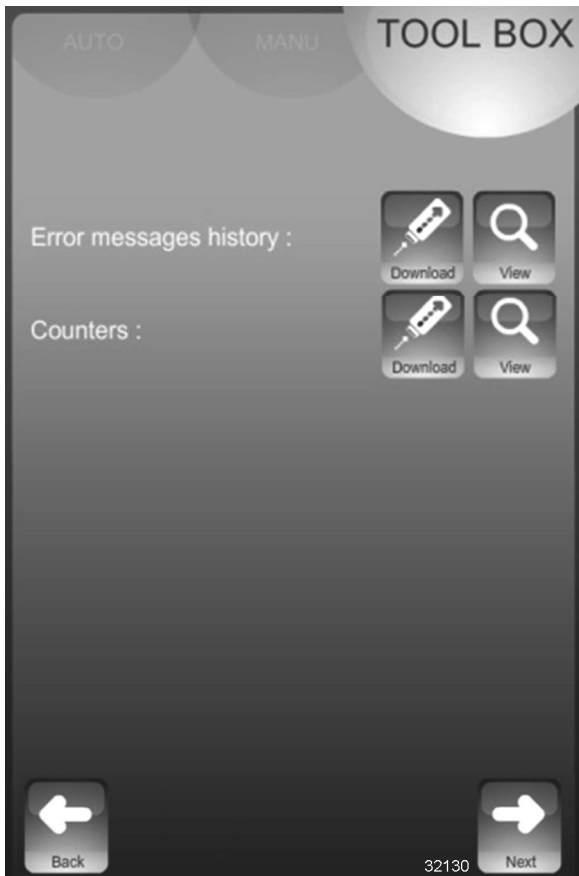 AUTO MANU TOOL BOX
Error messages history :
Download View
Counters :
Download View
Back 32130 Next